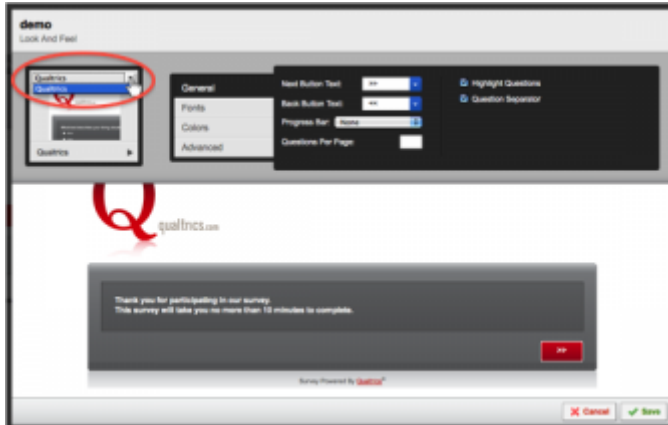 demo
Look And Feel
Qualtrics
Qualtrics
Qualtrics
General
Fonts
Colors
Advanced
Next Button Text: >>
Back Button Text: <<
Progress Bar: None
Questions Per Page:
Highlight Questions
Question Separator
Q
qualtrics.com
Thank you for participating in our survey.
This survey will take you no more than 10 minutes to complete.
>>
Survey Powered By Qualtrics
Cancel
Save